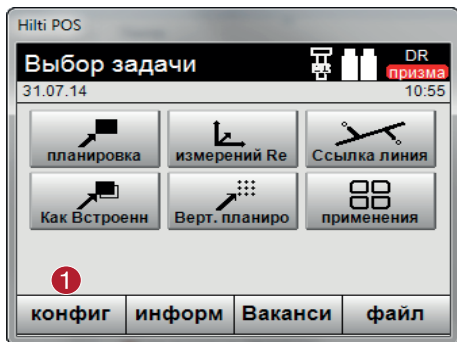 Hilti POS
Выбор задачи DR
призма
31.07.14 10:55
планировка измерений Re Ссылка линия
Как Встроенн Верт. планиро применения
1
конфиг информ Ваканси файл